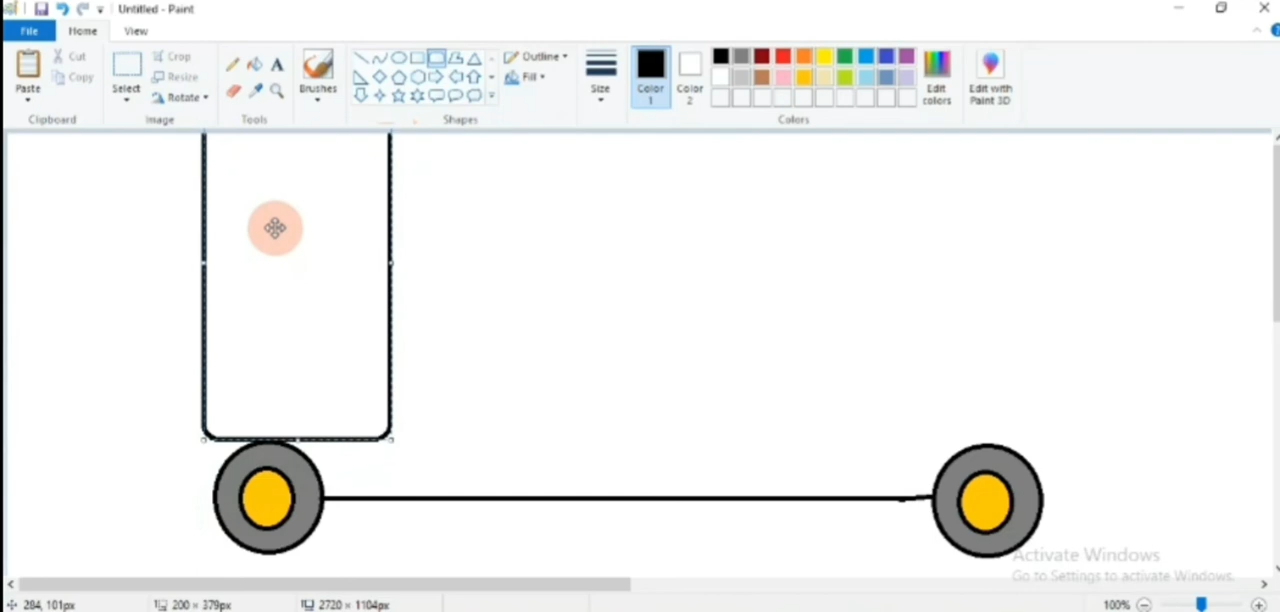 Untitled - Paint
File Home View
Paste
Cut
Copy
Clipboard
Select
Crop
Resize
Rotate
Image
Tools
Brushes
Shapes
Outline
Fill
Size
Color 1
Color 2
Edit colors
Colors
Edit with Paint 3D
Activate Windows
Go to Settings to activate Windows.
284, 101px 200 × 379px 2720 × 1104px 100%